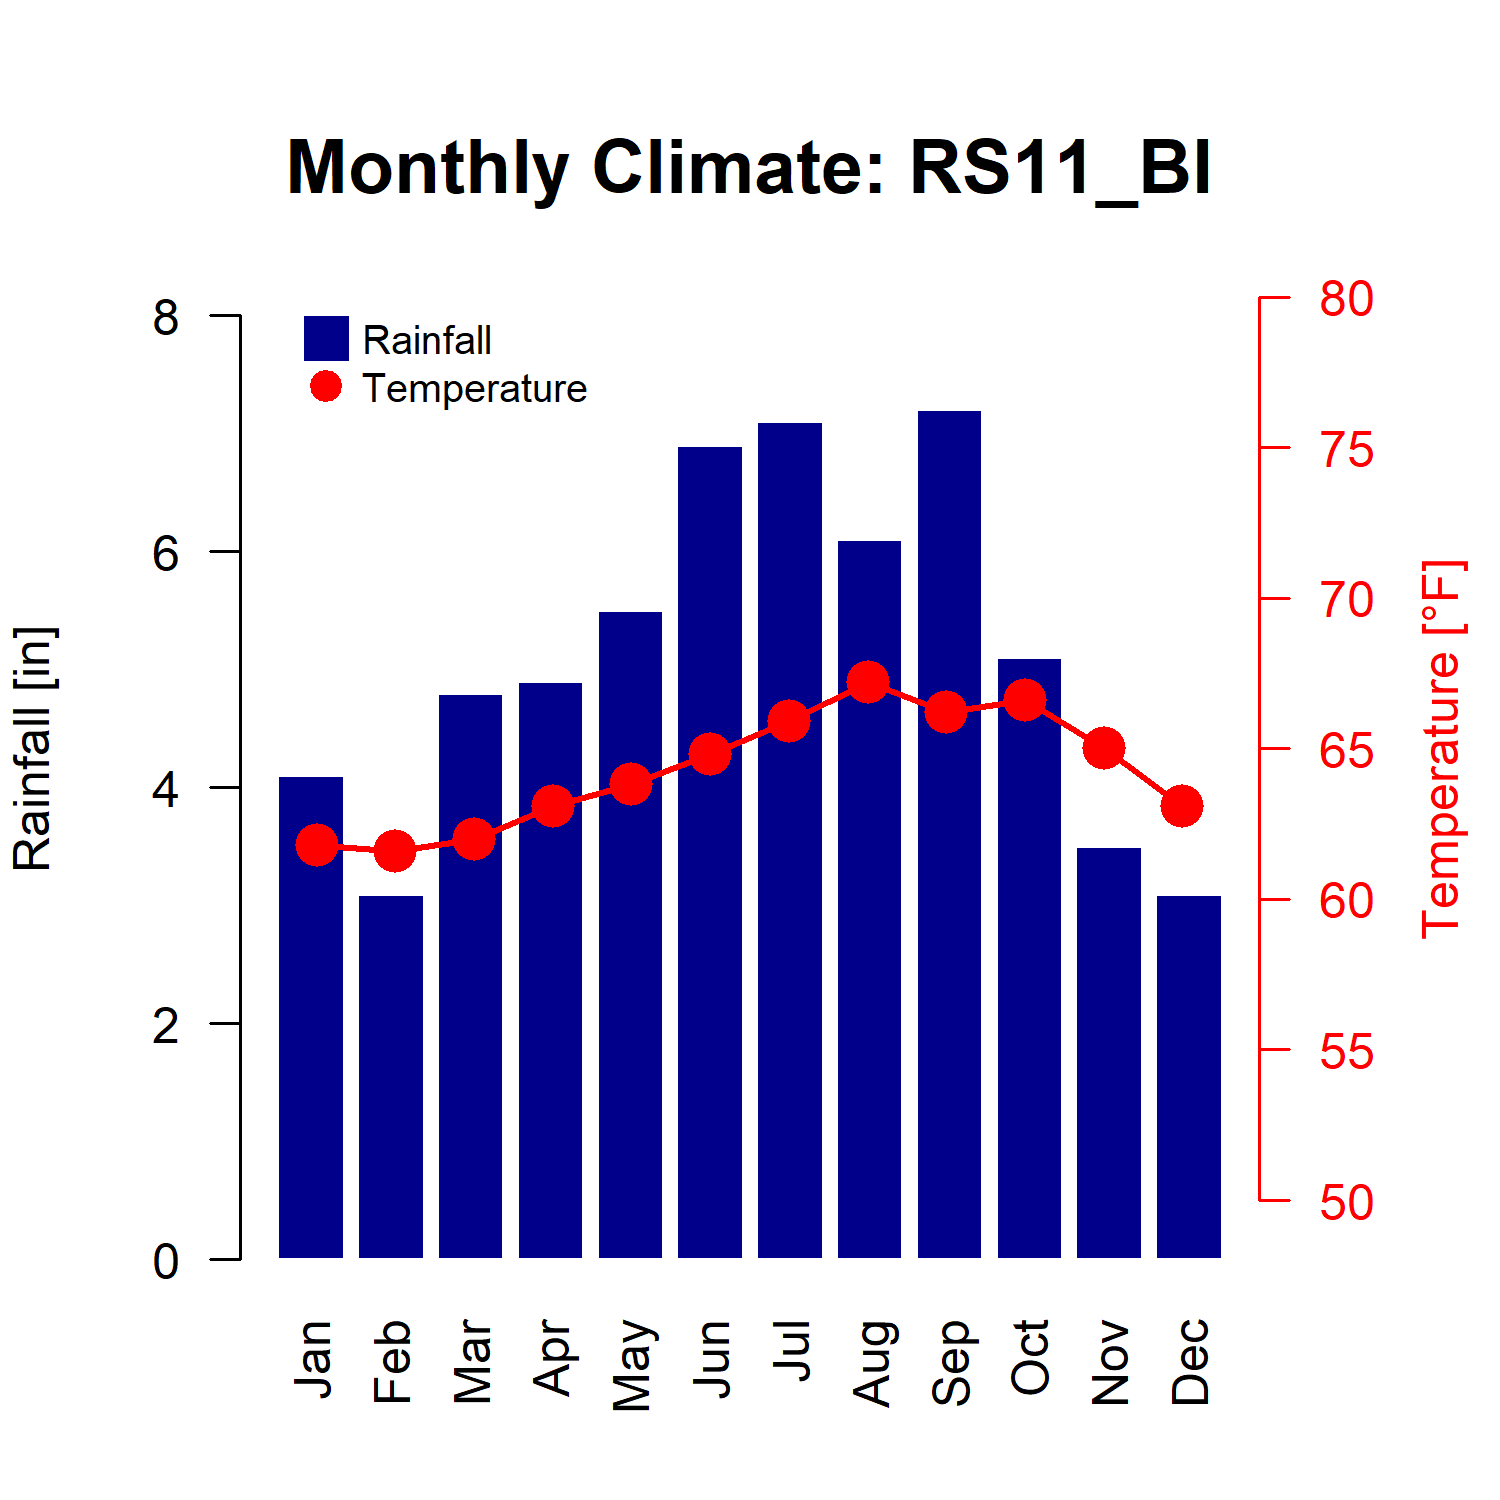 Monthly Climate: RS11_BI
Rainfall
Temperature
Rainfall [in]
8
6
4
2
0
80
75
70
65
60
55
50
Temperature [°F]
Jan
Feb
Mar
Apr
May
Jun
Jul
Aug
Sep
Oct
Nov
Dec